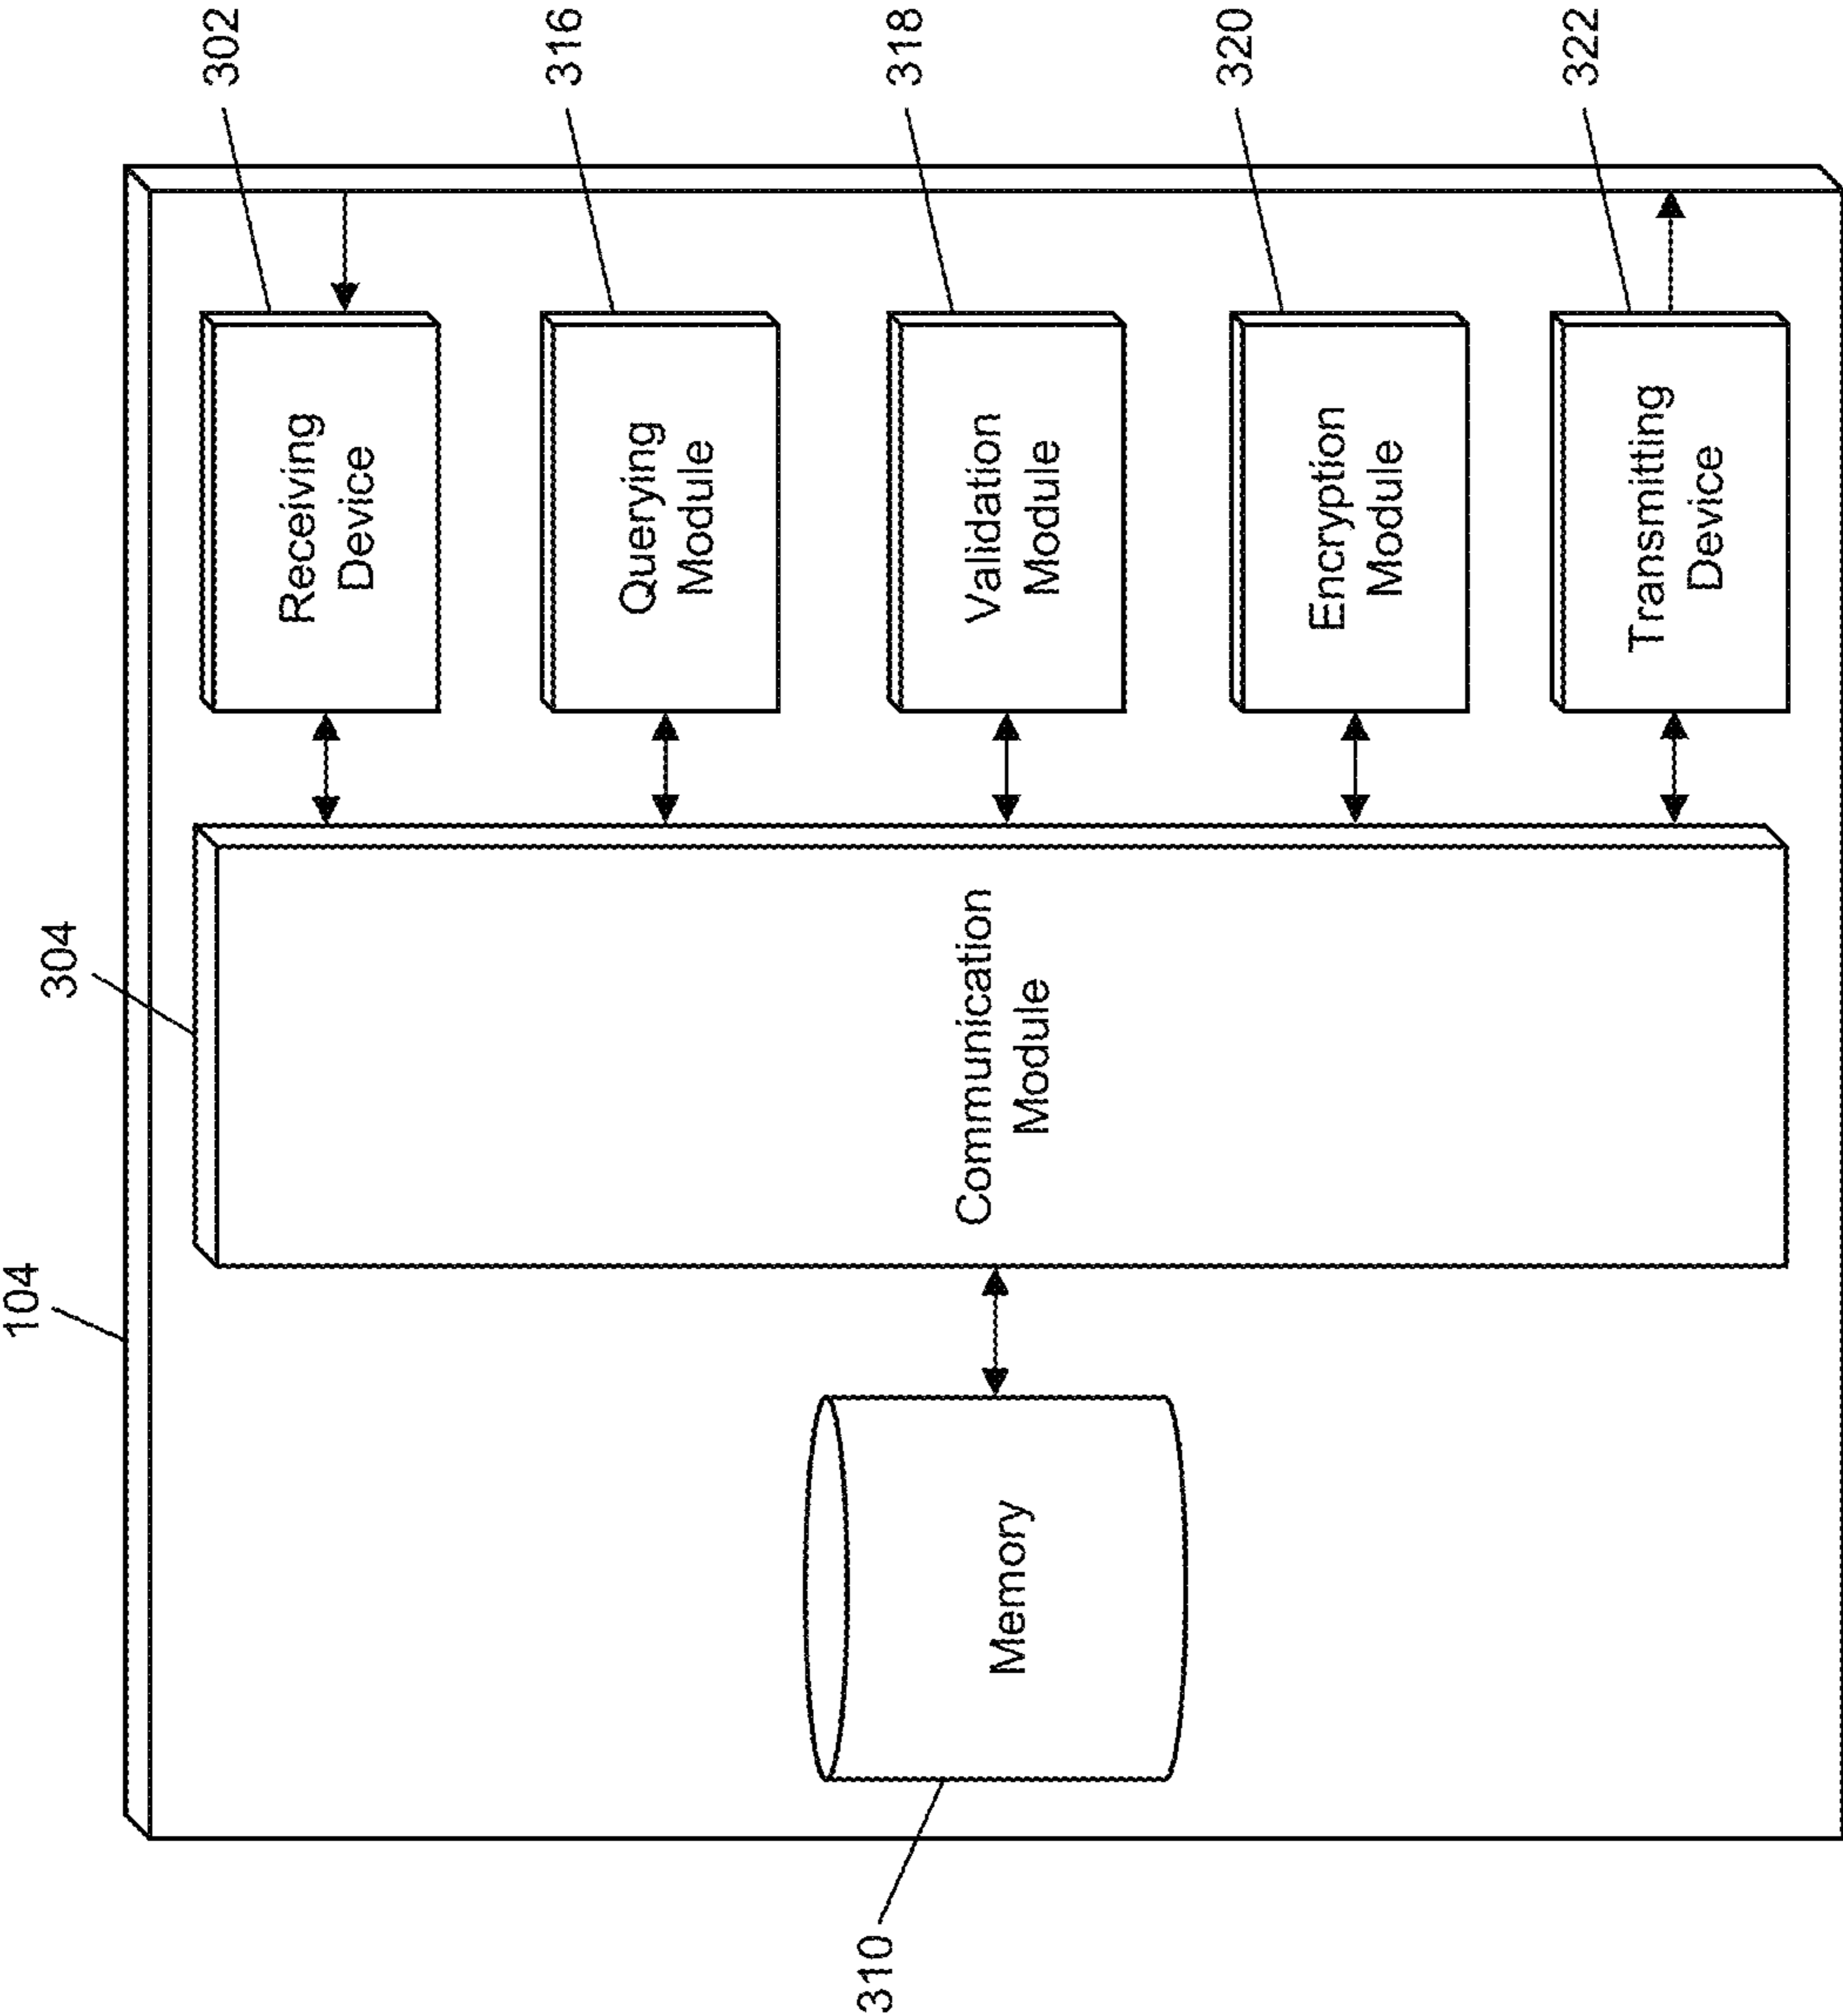 104
304
302
Receiving
Device
316
Querying
Module
318
Validation
Module
320
Encryption
Module
322
Transmitting
Device
Communication
Module
Memory
310